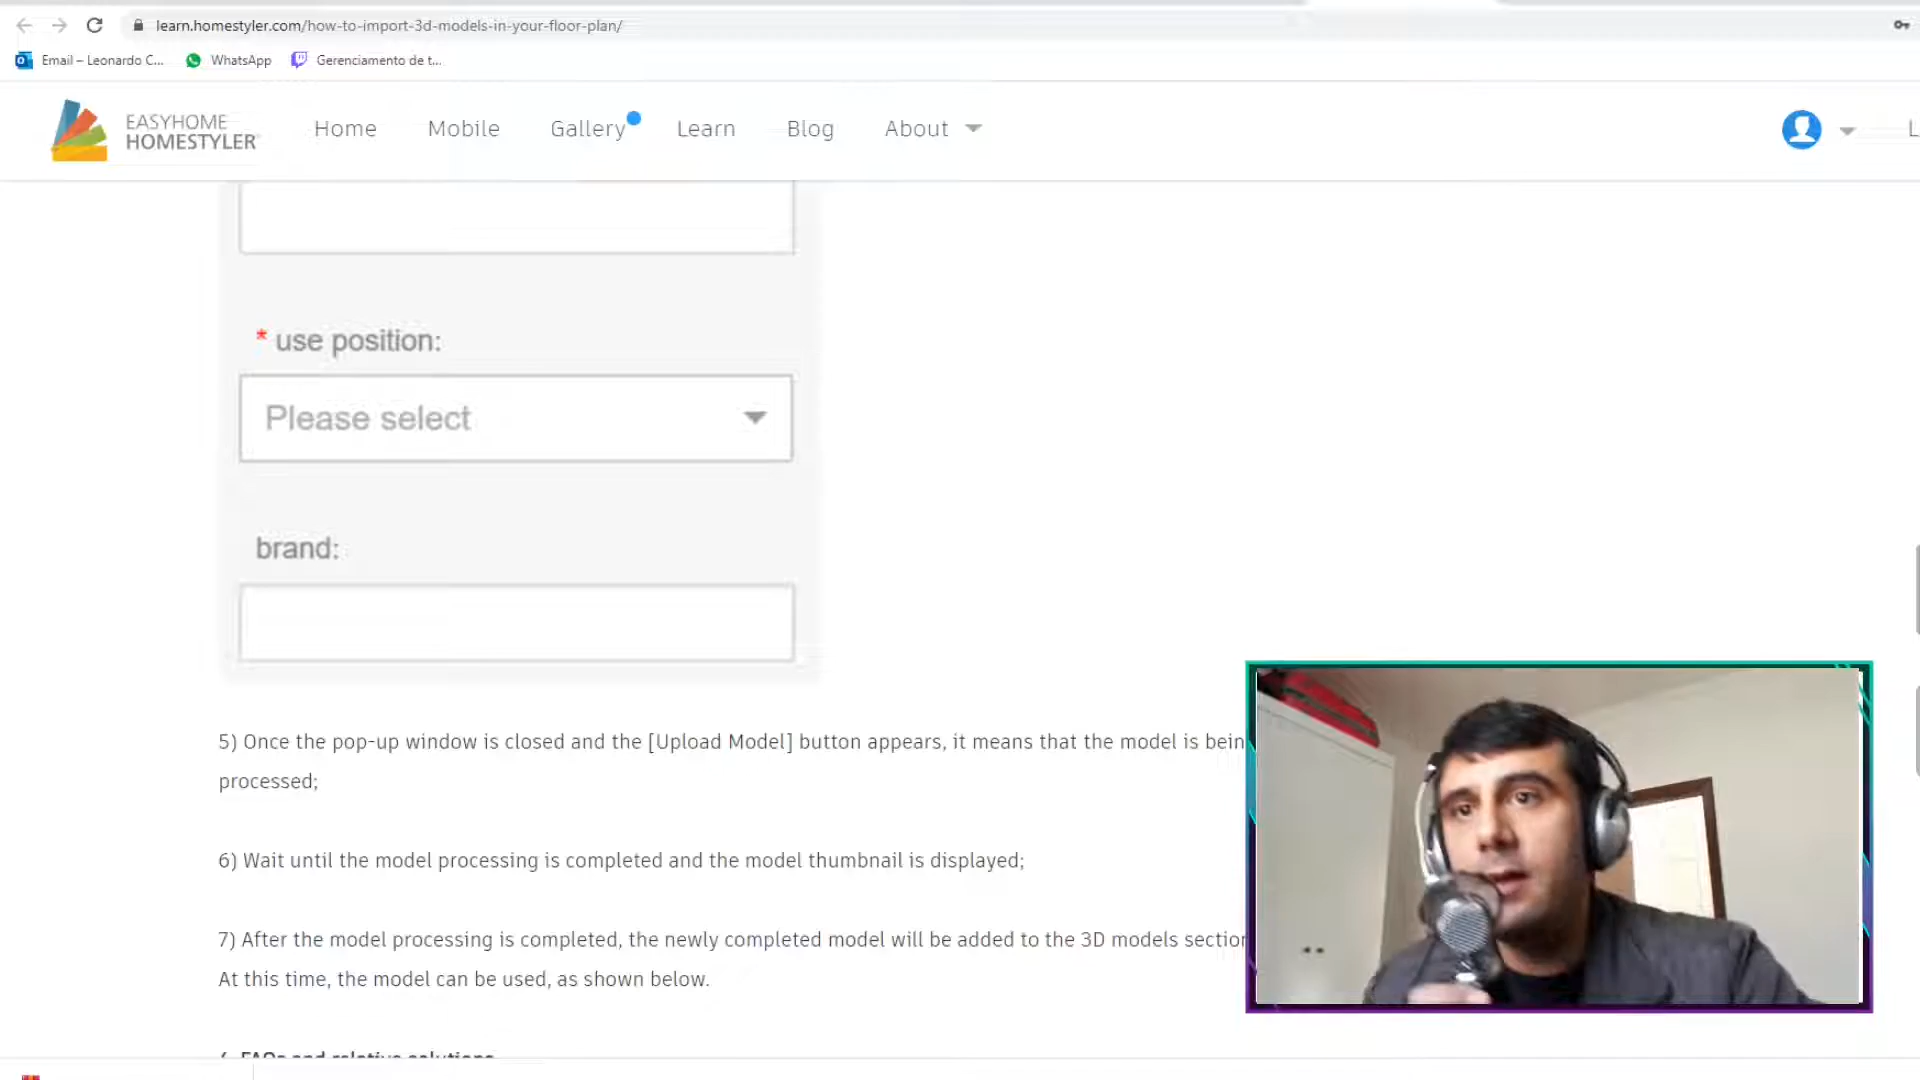 learn.homestyler.com/how-to-import-3d-models-in-your-floor-plan/
Email – Leonardo C... WhatsApp Gerenciamento de t...
EASYHOME
HOMESTYLER
Home Mobile Gallery Learn Blog About
* use position:
Please select
brand:
5) Once the pop-up window is closed and the [Upload Model] button appears, it means that the model is bein
processed;
6) Wait until the model processing is completed and the model thumbnail is displayed;
7) After the model processing is completed, the newly completed model will be added to the 3D models section
At this time, the model can be used, as shown below.
FAQs and relative solutions